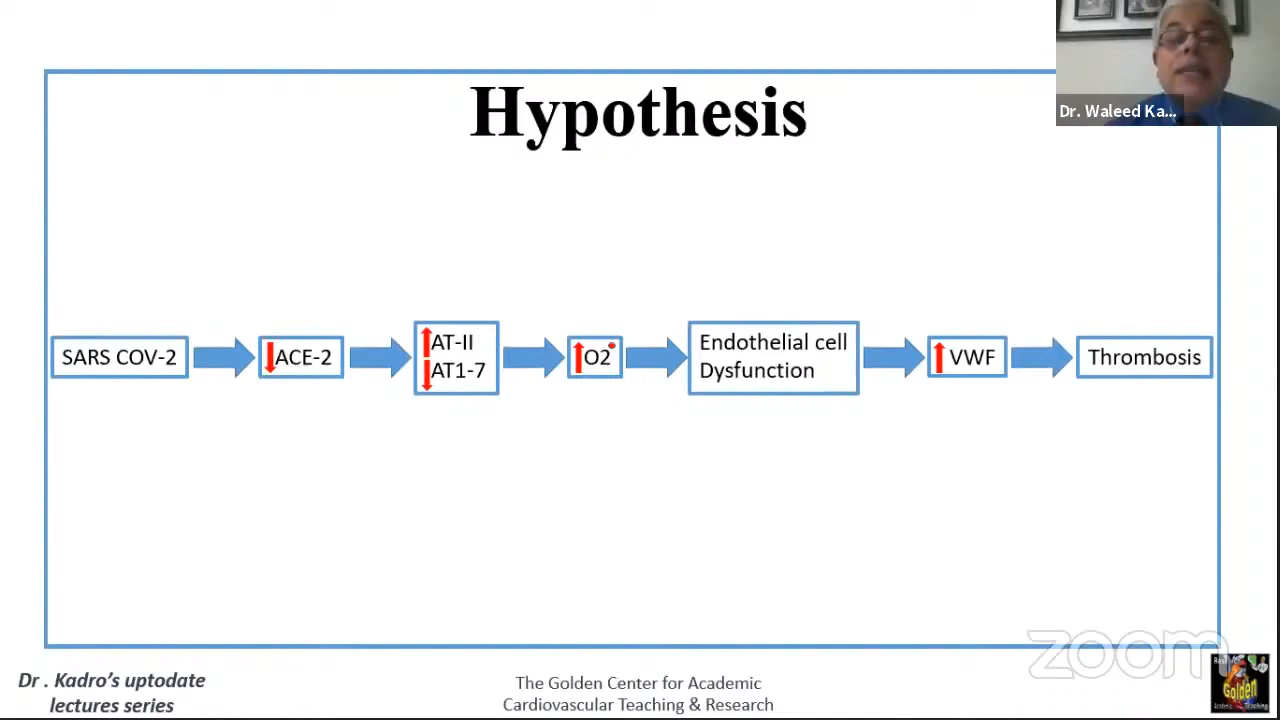 Hypothesis
Dr. Waleed Ka...
SARS COV-2
ACE-2
AT-II
AT1-7
O2
Endothelial cell
Dysfunction
VWF
Thrombosis
zoom
Dr . Kadro's uptodate
lectures series
The Golden Center for Academic
Cardiovascular Teaching & Research
Golden